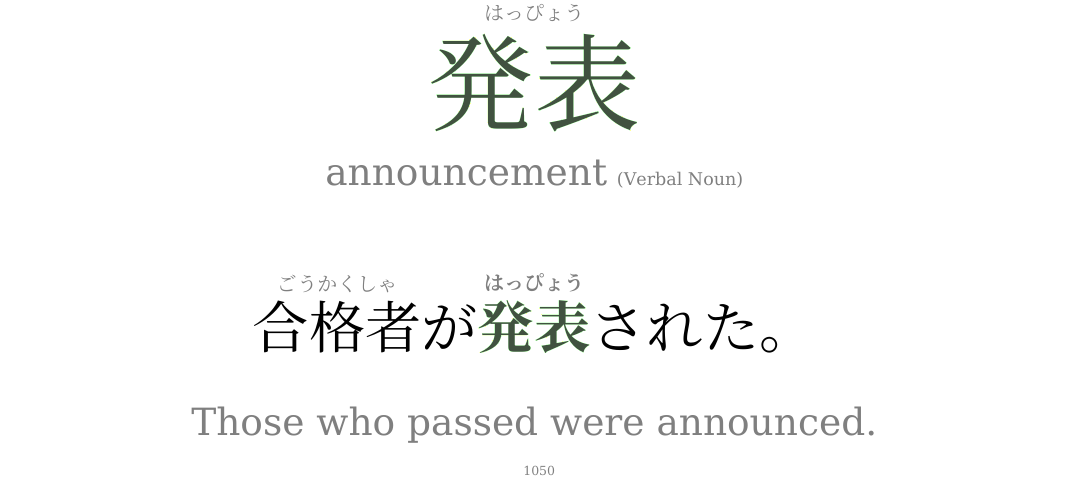 はっぴょう
発表
announcement (Verbal Noun)
ごうかくしゃ はっぴょう
合格者が発表された。
Those who passed were announced.
1050